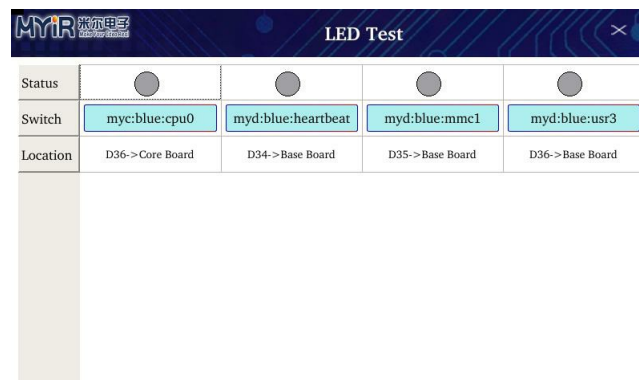 MYiR 米尔电子
Make Your Idea Real
LED Test
Status
Switch myc:blue:cpu0 myd:blue:heartbeat myd:blue:mmc1 myd:blue:usr3
Location D36->Core Board D34->Base Board D35->Base Board D36->Base Board